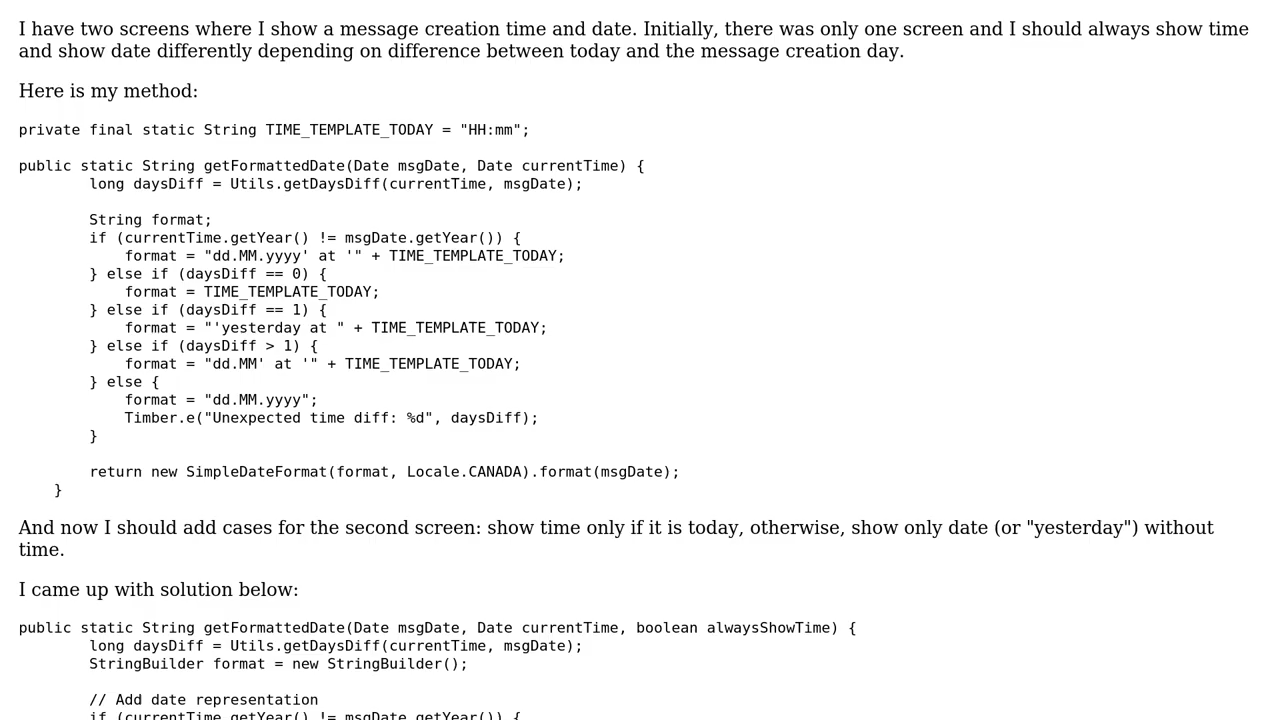 I have two screens where I show a message creation time and date. Initially, there was only one screen and I should always show time
and show date differently depending on difference between today and the message creation day.
Here is my method:
private final static String TIME_TEMPLATE_TODAY = "HH:mm";
public static String getFormattedDate(Date msgDate, Date currentTime) {
        long daysDiff = Utils.getDaysDiff(currentTime, msgDate);
        String format;
        if (currentTime.getYear() != msgDate.getYear()) {
            format = "dd.MM.yyyy' at '" + TIME_TEMPLATE_TODAY;
        } else if (daysDiff == 0) {
            format = TIME_TEMPLATE_TODAY;
        } else if (daysDiff == 1) {
            format = "'yesterday at " + TIME_TEMPLATE_TODAY;
        } else if (daysDiff > 1) {
            format = "dd.MM' at '" + TIME_TEMPLATE_TODAY;
        } else {
            format = "dd.MM.yyyy";
            Timber.e("Unexpected time diff: %d", daysDiff);
        }
        return new SimpleDateFormat(format, Locale.CANADA).format(msgDate);
    }
And now I should add cases for the second screen: show time only if it is today, otherwise, show only date (or "yesterday") without
time.
I came up with solution below:
public static String getFormattedDate(Date msgDate, Date currentTime, boolean alwaysShowTime) {
        long daysDiff = Utils.getDaysDiff(currentTime, msgDate);
        StringBuilder format = new StringBuilder();
        // Add date representation
        if (currentTime.getYear() != msgDate.getYear()) {